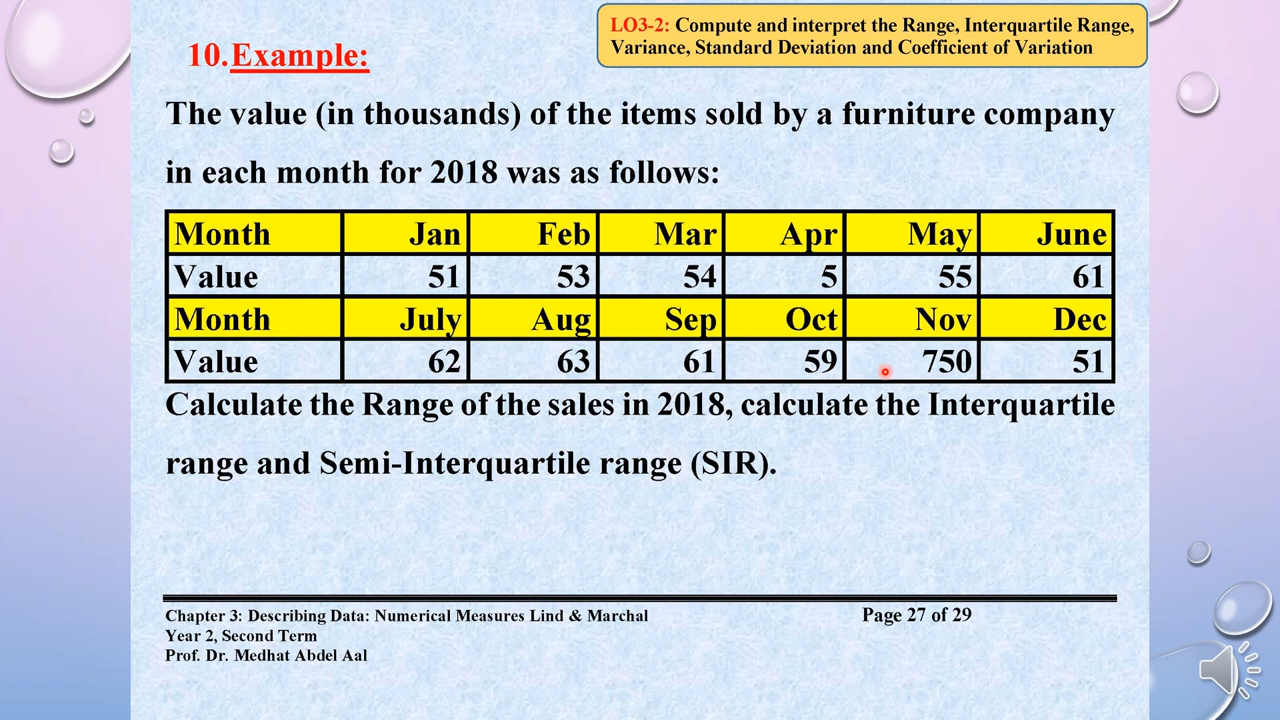 LO3-2: Compute and interpret the Range, Interquartile Range,
Variance, Standard Deviation and Coefficient of Variation
10.Example:
The value (in thousands) of the items sold by a furniture company
in each month for 2018 was as follows:
Month Jan Feb Mar Apr May June
Value 51 53 54 5 55 61
Month July Aug Sep Oct Nov Dec
Value 62 63 61 59 750 51
Calculate the Range of the sales in 2018, calculate the Interquartile
range and Semi-Interquartile range (SIR).
Chapter 3: Describing Data: Numerical Measures Lind & Marchal Page 27 of 29
Year 2, Second Term
Prof. Dr. Medhat Abdel Aal